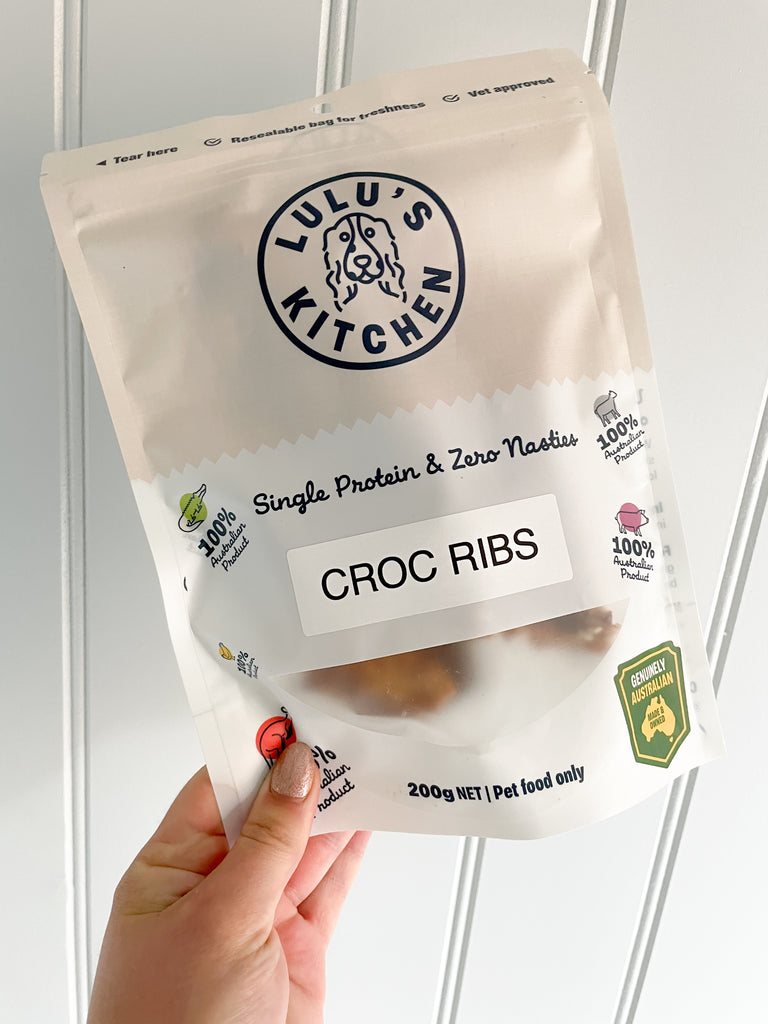 Tear here
Resealable bag for freshness
Vet approved
LULU'S
KITCHEN
Single Protein & Zero Nasties
100%
Australian
Product
100%
Australian
Product
CROC RIBS
100%
Australian
Product
100%
GENUINELY
AUSTRALIAN
MADE &
OWNED
200g NET | Pet food only